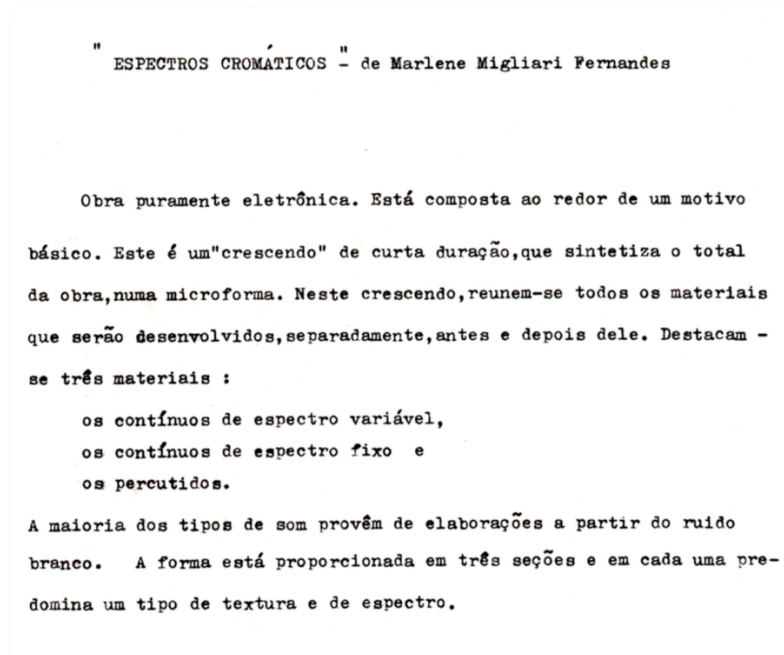 "ESPECTROS CROMÁTICOS" - de Marlene Migliari Fernandes
Obra puramente eletrônica. Está composta ao redor de um motivo
básico. Este é um"crescendo" de curta duração,que sintetiza o total
da obra,numa microforma. Neste crescendo,reunem-se todos os materiais
que serão desenvolvidos,separadamente,antes e depois dele. Destacam -
se três materiais :
os contínuos de espectro variável,
os contínuos de espectro fixo e
os percutidos.
A maioria dos tipos de som provêm de elaborações a partir do ruido
branco. A forma está proporcionada em três seções e em cada uma pre-
domina um tipo de textura e de espectro.